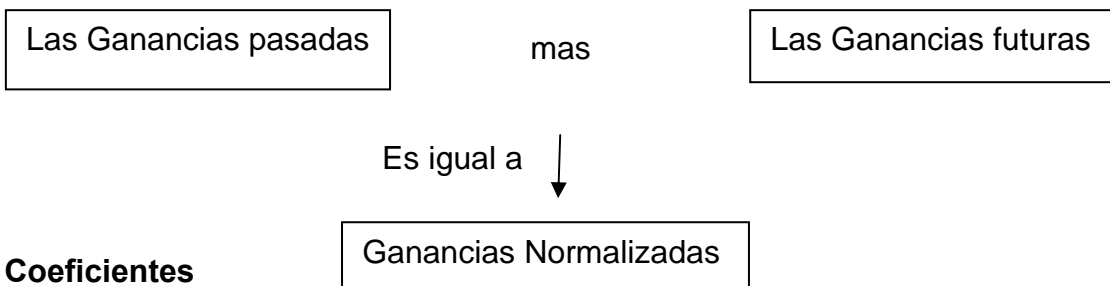 Las Ganancias pasadas
mas
Las Ganancias futuras
Es igual a
Ganancias Normalizadas
Coeficientes